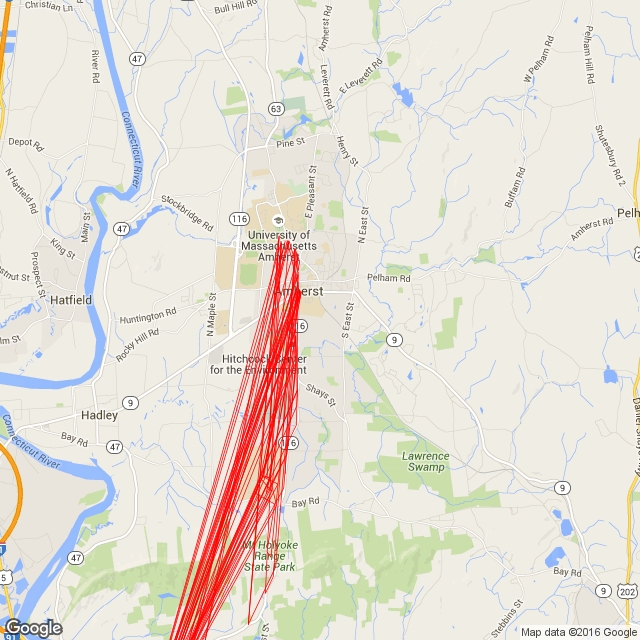 Christian Ln
Bull Hill Rd
Amherst Rd
River Rd
47
Leverett Rd
E Leverett Rd
W Pelham Rd
Pelham Hill Rd
63
Connecticut River
Pine St
Henry St
Shutesbury Rd
2
Depot Rd
N Hatfield Rd
Stockbridge Rd
E Pleasant St
Buffam Rd
Main St
47
116
N East St
Amherst Rd
Pelh
King St
University of
Massachusetts
Amherst
2
Prospect St
Hatfield
Pelham Rd
Amherst
Huntington Rd
N Maple St
Rocky Hill Rd
S East St
116
9
Hitchcock Center
for the Environment
Shays St
9
Hadley
Bay Rd
47
116
Connecticut River
Lawrence
Swamp
9
Bay Rd
Mt Holyoke
Range
State Park
47
5
Bay Rd
9
202
91
Stebbins St
Google
Map data ©2016 Google